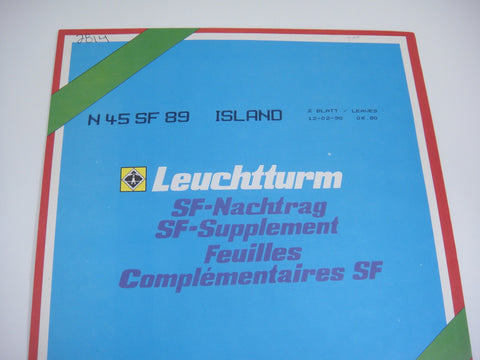 2814
N 45 SF 89 ISLAND 2 BLATT / LEAVES
12-02-90 06.80
Leuchtturm
SF-Nachtrag
SF-Supplement
Feuilles
Complémentaires SF